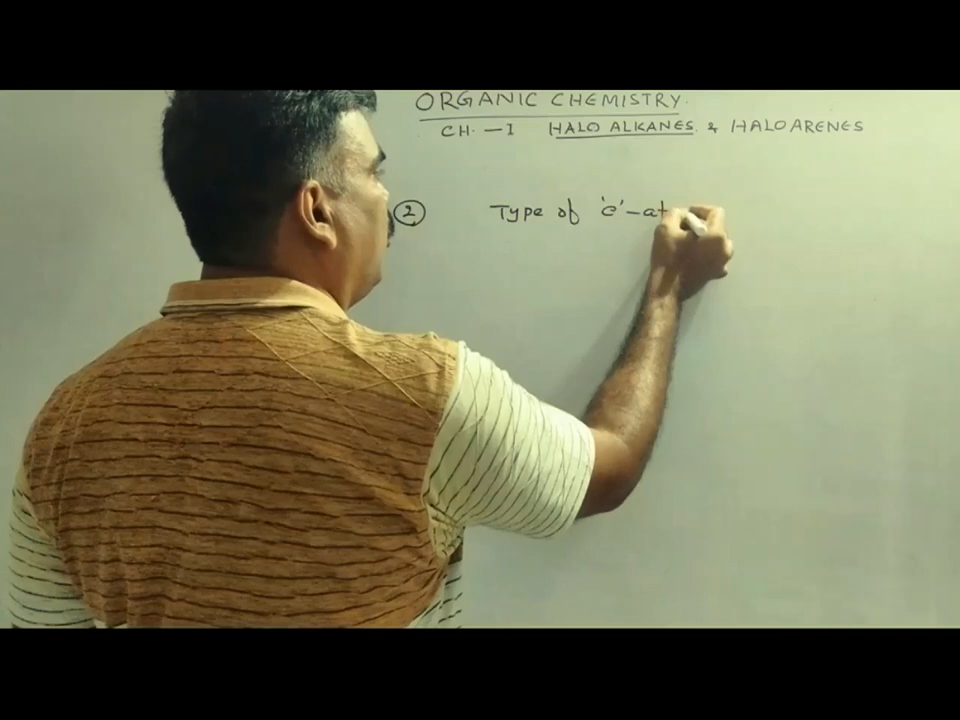 ORGANIC CHEMISTRY.
CH. - I HALO ALKANES & HALOARENES
② Type of 'c' - at